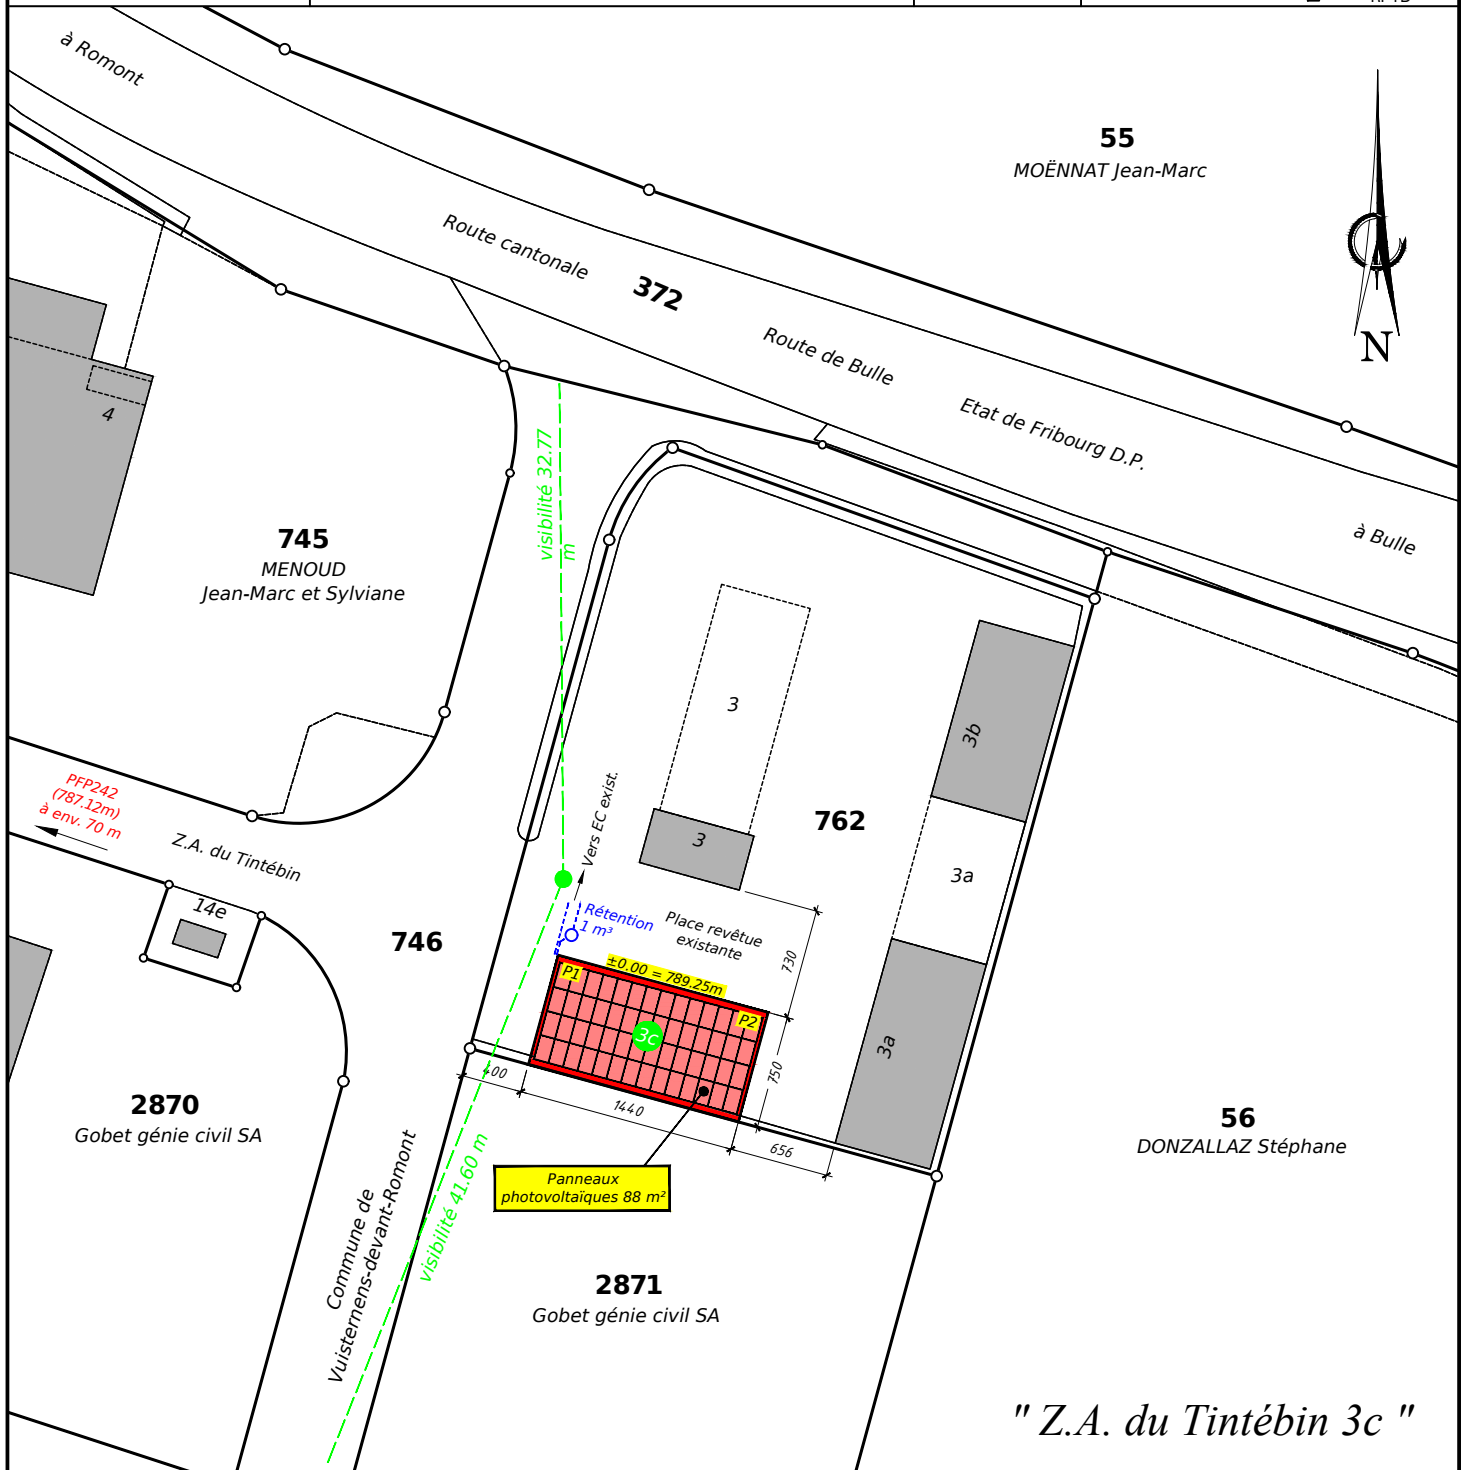 à Romont
55
MOËNNAT Jean-Marc
Route cantonale
372
Route de Bulle
N
Etat de Fribourg D.P.
à Bulle
4
visibilité 32.77
m
745
MENOUD
Jean-Marc et Sylviane
3
3b
PFP242
(787.12m)
à env. 70 m
Z.A. du Tintébin
Vers EC exist.
762
3
3a
14e
Rétention
1 m³
Place revêtue
existante
746
730
±0.00 = 789.25m
P1
P2
3c
3a
400
750
1440
656
2870
Gobet génie civil SA
56
DONZALLAZ Stéphane
Panneaux
photovoltaïques 88 m²
visibilité 41.60 m
Commune de
Vuisternens-devant-Romont
2871
Gobet génie civil SA
" Z.A. du Tintébin 3c "